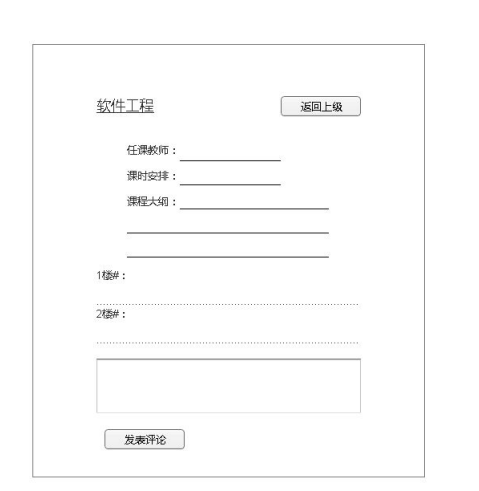 软件工程
返回上级
任课教师：
课时安排：
课程大纲：
1楼#：
2楼#：
发表评论